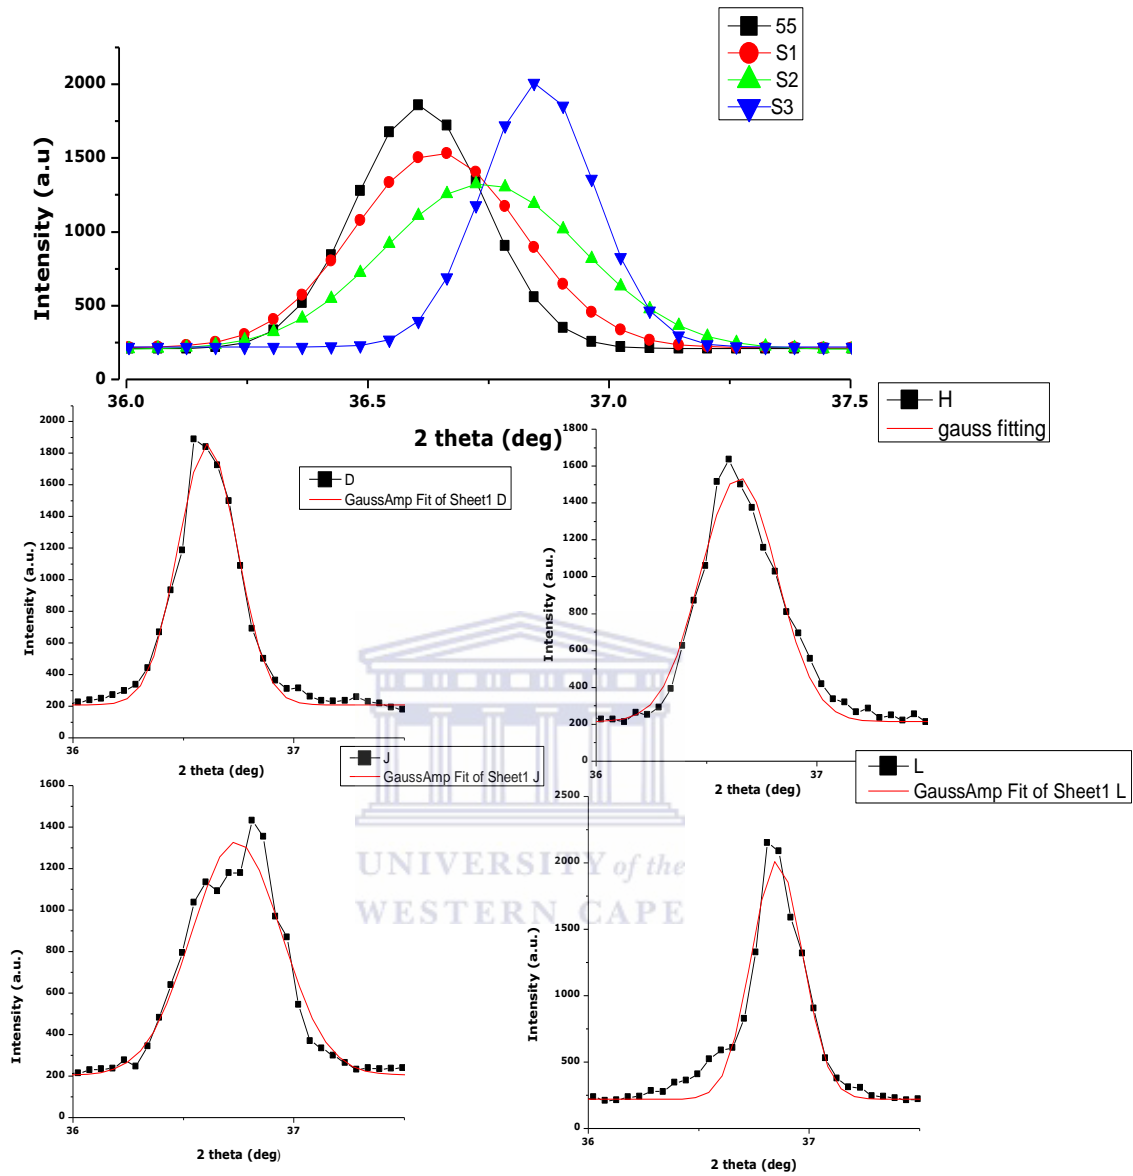 55
S1
S2
S3
2000
1500
1000
500
0
Intensity (a.u)
36.0
36.5
37.0
37.5
2 theta (deg)
H
gauss fitting
2000
1800
1600
1400
1200
1000
800
600
400
200
0
Intensity (a.u.)
D
GaussAmp Fit of Sheet1 D
36
37
2 theta (deg)
1800
1600
1400
1200
1000
800
600
400
200
0
Intensity (a.u.)
36
37
2 theta (deg)
J
GaussAmp Fit of Sheet1 J
1600
1400
1200
1000
800
600
400
200
0
Intensity (a.u.)
36
37
2 theta (deg)
L
GaussAmp Fit of Sheet1 L
2500
2000
1500
1000
500
0
Intensity (a.u.)
36
37
2 theta (deg)
UNIVERSITY of the
WESTERN CAPE